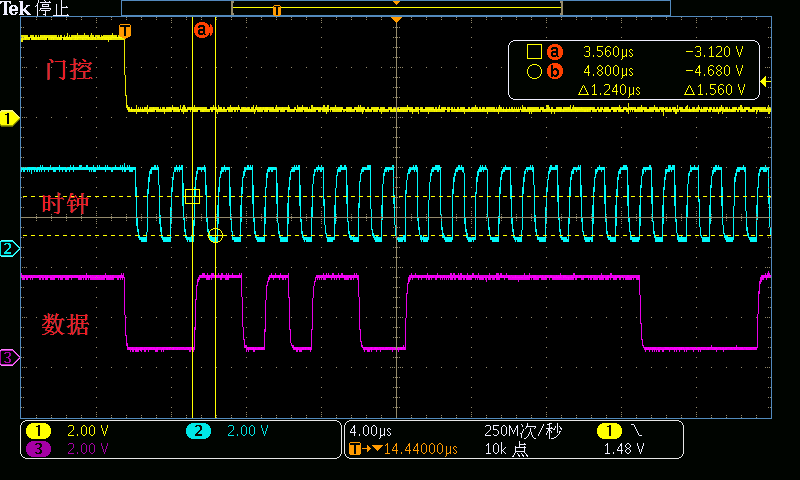 Tek 停止
T
T
a
门控
a 3.560μs -3.120 V
b 4.800μs -4.680 V
△1.240μs △1.560 V
1
时钟
2
数据
3
1 2.00 V 2 2.00 V
3 2.00 V
4.00μs 250M次/秒 1 1.48 V
T→▼14.44000μs 10k 点